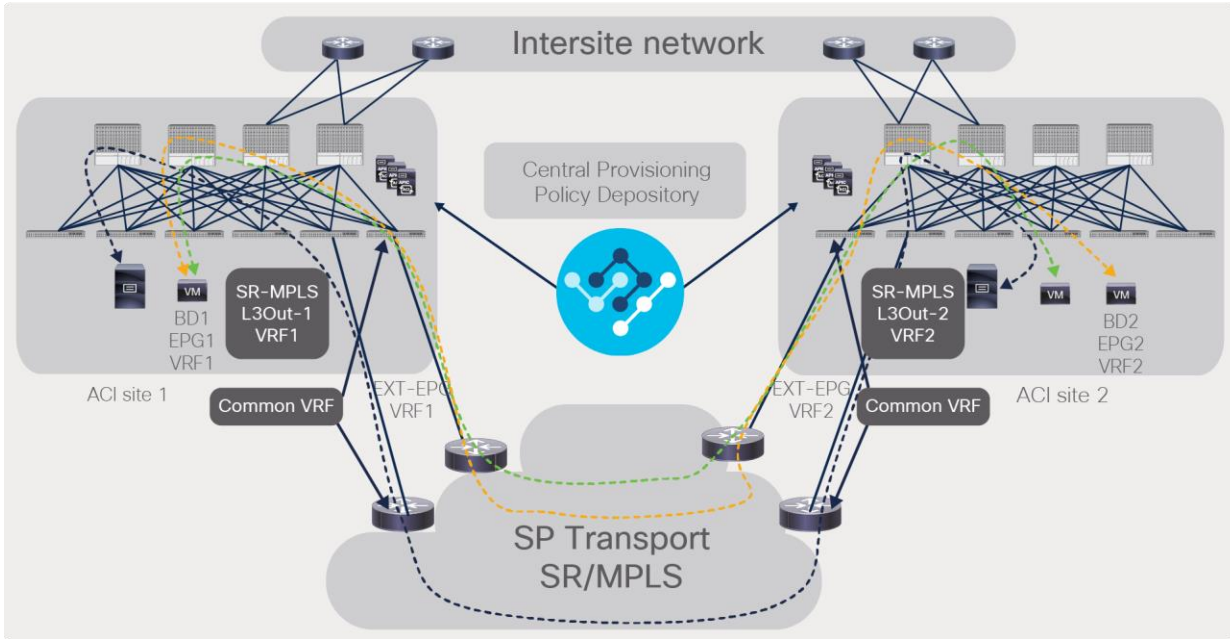 Intersite network
Central Provisioning
Policy Depository
VM
BD1
EPG1
VRF1
SR-MPLS
L3Out-1
VRF1
ACI site 1
Common VRF
EXT-EPG
VRF1
SR-MPLS
L3Out-2
VRF2
VM
VM
BD2
EPG2
VRF2
EXT-EPG
VRF2
Common VRF
ACI site 2
SP Transport
SR/MPLS